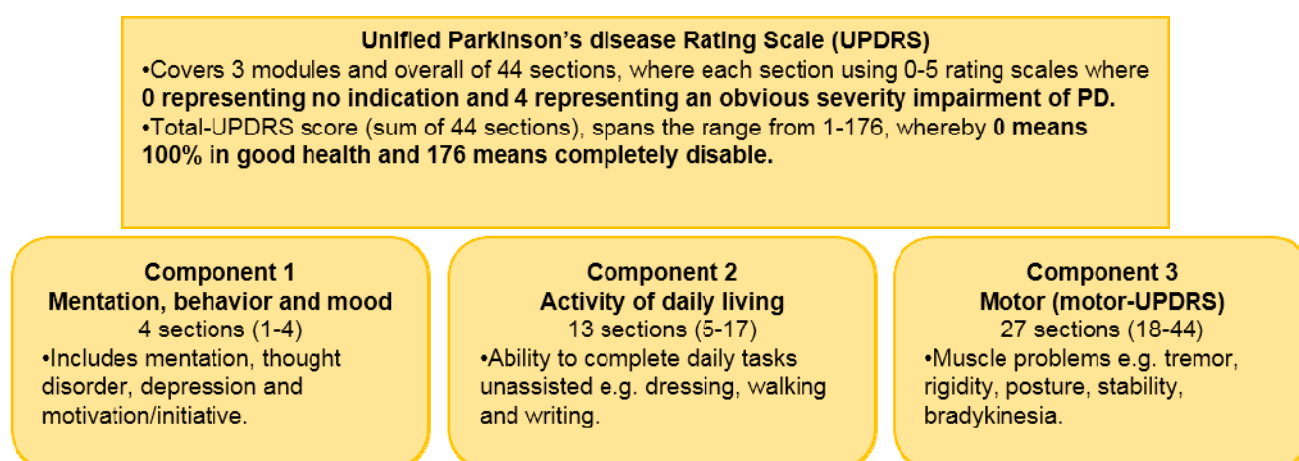 Unified Parkinson's disease Rating Scale (UPDRS)
•Covers 3 modules and overall of 44 sections, where each section using 0-5 rating scales where
0 representing no indication and 4 representing an obvious severity impairment of PD.
•Total-UPDRS score (sum of 44 sections), spans the range from 1-176, whereby 0 means
100% in good health and 176 means completely disable.
Component 1
Mentation, behavior and mood
4 sections (1-4)
•Includes mentation, thought
disorder, depression and
motivation/initiative.
Component 2
Activity of daily living
13 sections (5-17)
•Ability to complete daily tasks
unassisted e.g. dressing, walking
and writing.
Component 3
Motor (motor-UPDRS)
27 sections (18-44)
•Muscle problems e.g. tremor,
rigidity, posture, stability,
bradykinesia.